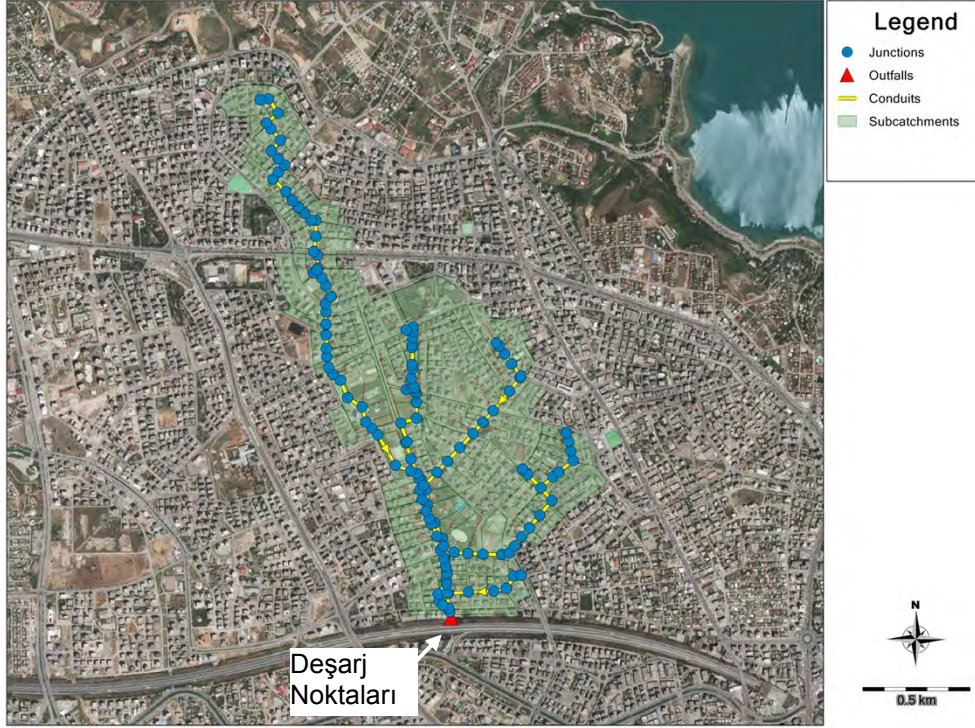 Legend
Junctions
Outfalls
Conduits
Subcatchments
N
0.5 km
Deşarj
Noktaları